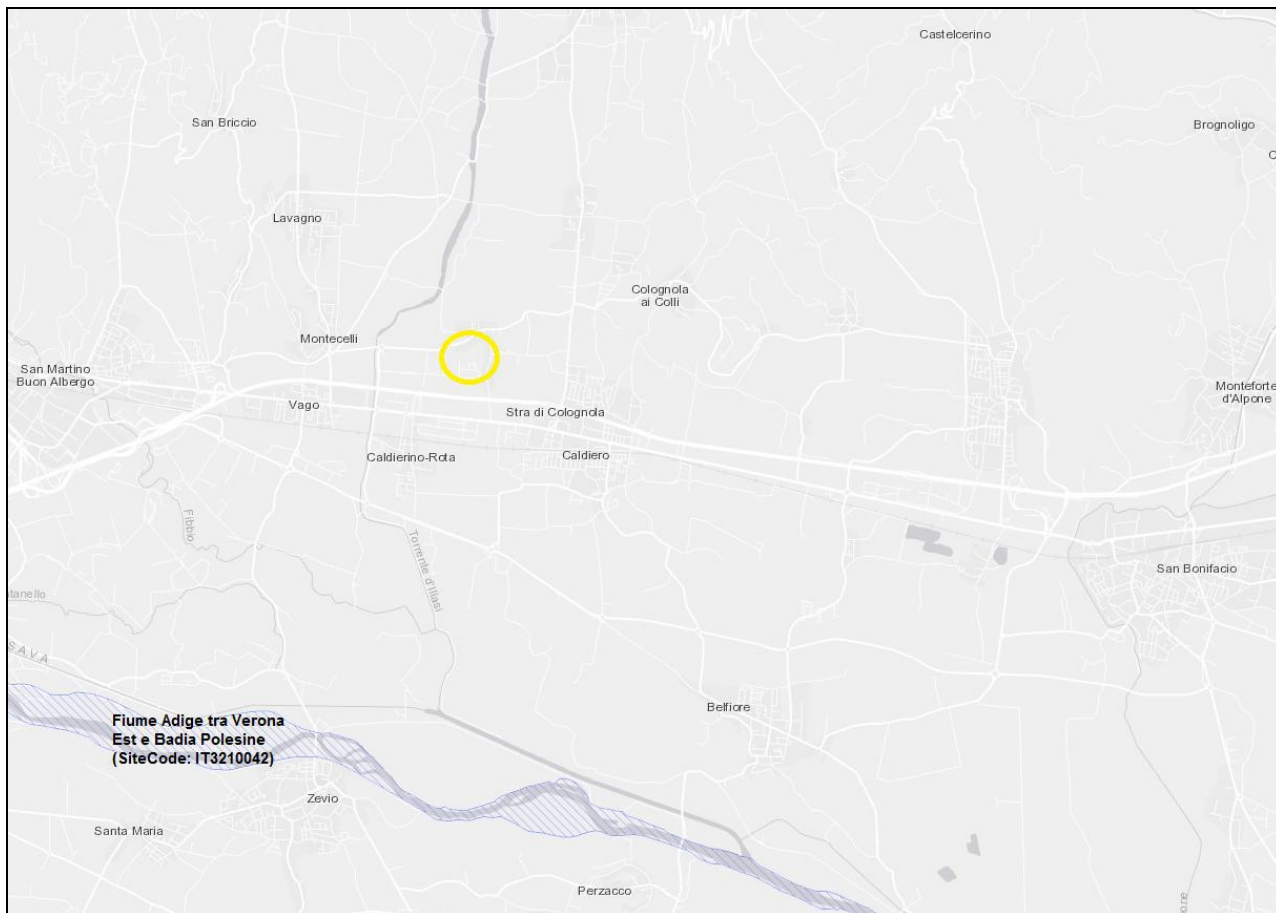 Castelcerino
San Briccio
Brognoligo
Lavagno
Colognola
ai Colli
Montecelli
San Martino
Buon Albergo
Monteforte
d'Alpone
Vago
Stra di Colognola
Caldierino-Rota
Caldiero
Fibbio
Torrente d'Illasi
San Bonifacio
tanello
SAVA
Belfiore
Fiume Adige tra Verona
Est e Badia Polesine
(SiteCode: IT3210042)
Zevio
Santa Maria
Perzacco